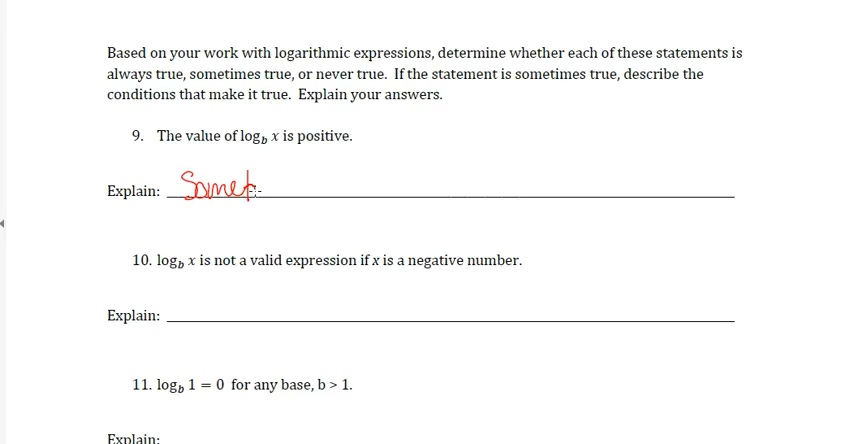 Based on your work with logarithmic expressions, determine whether each of these statements is
always true, sometimes true, or never true. If the statement is sometimes true, describe the
conditions that make it true. Explain your answers.
9. The value of log_b x is positive.
Explain: Somet
10. log_b x is not a valid expression if x is a negative number.
Explain:
11. log_b 1 = 0 for any base, b > 1.
Explain: